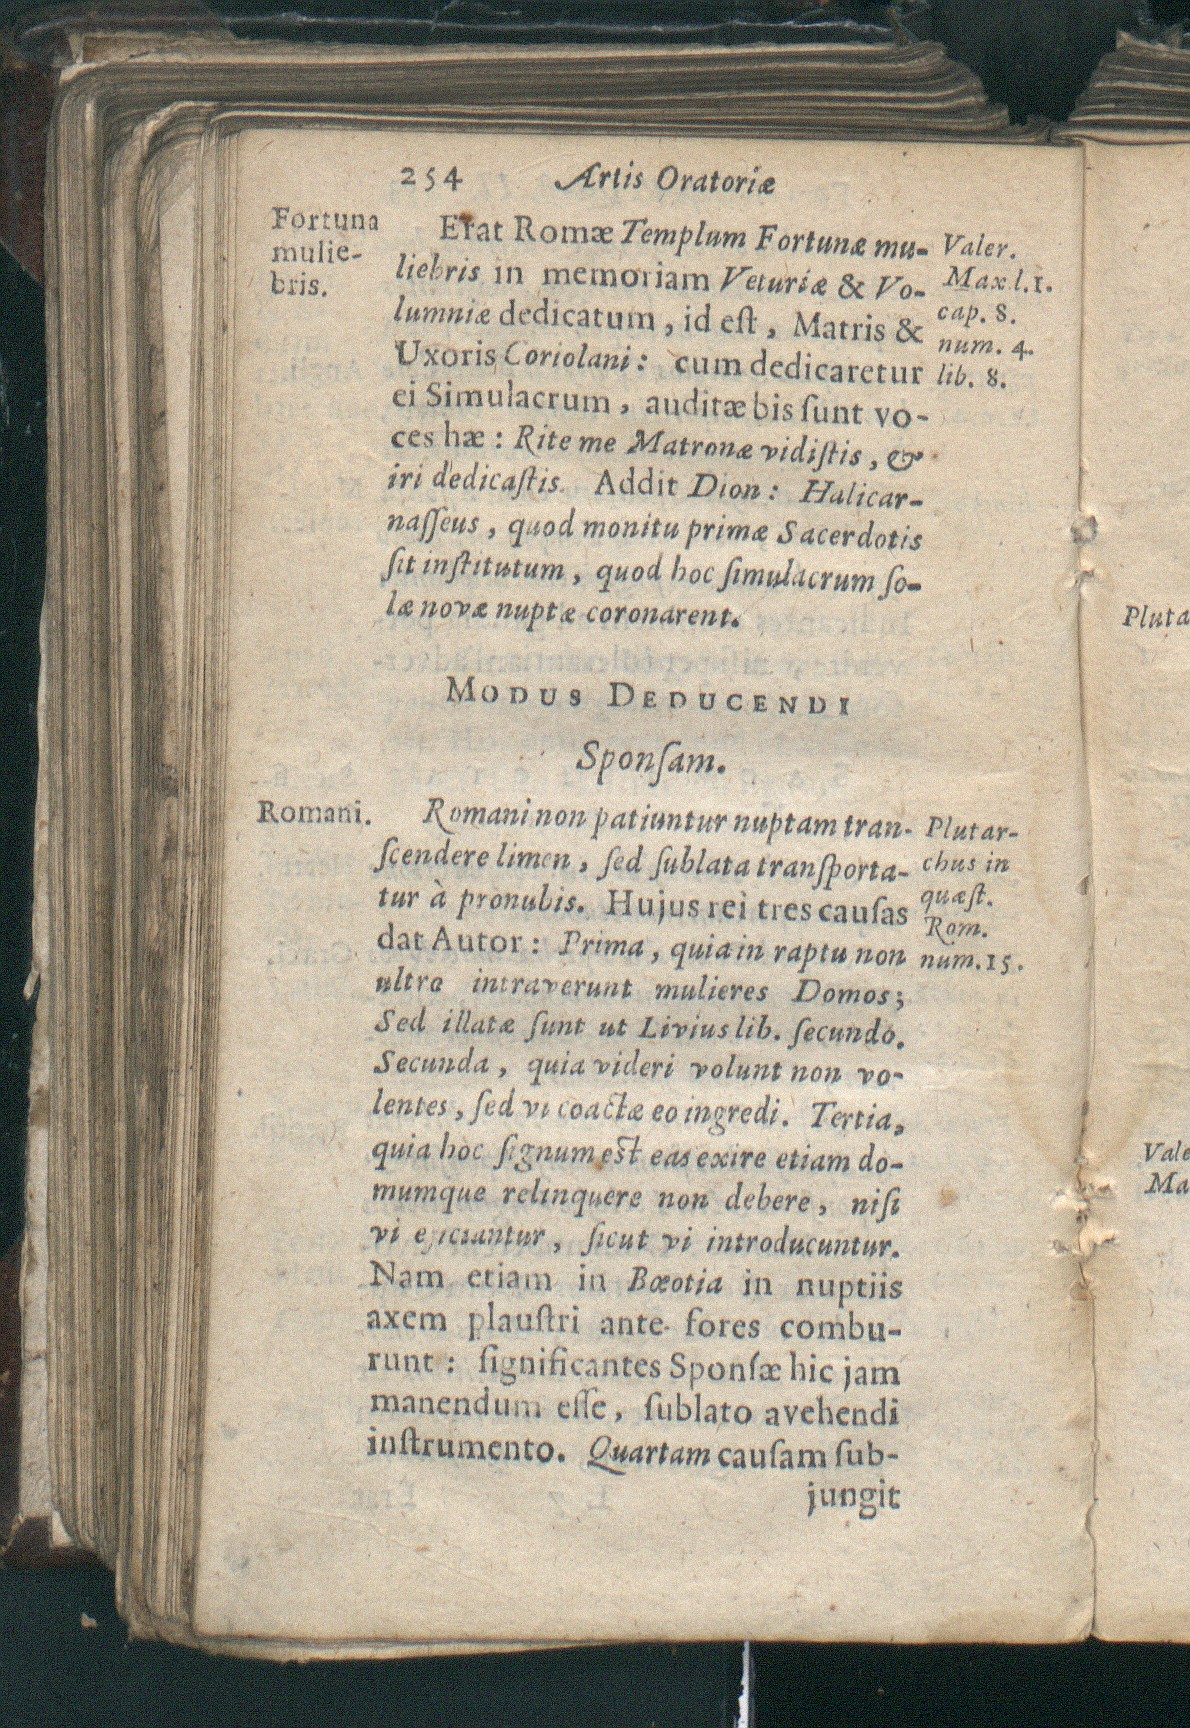 254 Artis Oratoriæ
Fortuna
mulie-
bris.
Erat Romæ Templum Fortunæ mu-
liebris in memoriam Veturiæ & Vo-
lumniæ dedicatum, id eſt, Matris &
Uxoris Coriolani: cum dedicaretur
ei Simulacrum, auditæ bis ſunt vo-
ces hæ: Rite me Matronæ vidiſtis, &
iri dedicaſtis. Addit Dion: Halicar-
naſſeus, quod monitu primæ Sacerdotis
ſit inſtitutum, quod hoc ſimulacrum ſo-
læ novæ nuptæ coronarent.
Valer.
Max l. 1.
cap. 8.
num. 4.
lib. 8.
MODUS DEDUCENDI
Sponſam.
Romani.
Romani non patiuntur nuptam tran-
ſcendere limen, ſed ſublata tranſporta-
tur à pronubis. Hujus rei tres cauſas
dat Autor: Prima, quia in raptu non
ultro intraverunt mulieres Domos;
Sed illatæ ſunt ut Livius lib. ſecundo.
Secunda, quia videri volunt non vo-
lentes, ſed vi coactæ eo ingredi. Tertia,
quia hoc ſignum eſt eas exire etiam do-
mumque relinquere non debere, niſi
vi ejiciantur, ſicut vi introducuntur.
Nam etiam in Bœotia in nuptiis
axem plauſtri ante fores combu-
runt: ſignificantes Sponſæ hic jam
manendum eſſe, ſublato avehendi
inſtrumento. Quartam cauſam ſub-
jungit
Plutar-
chus in
quæſt.
Rom.
num. 15.
Pluta
Vale
Ma